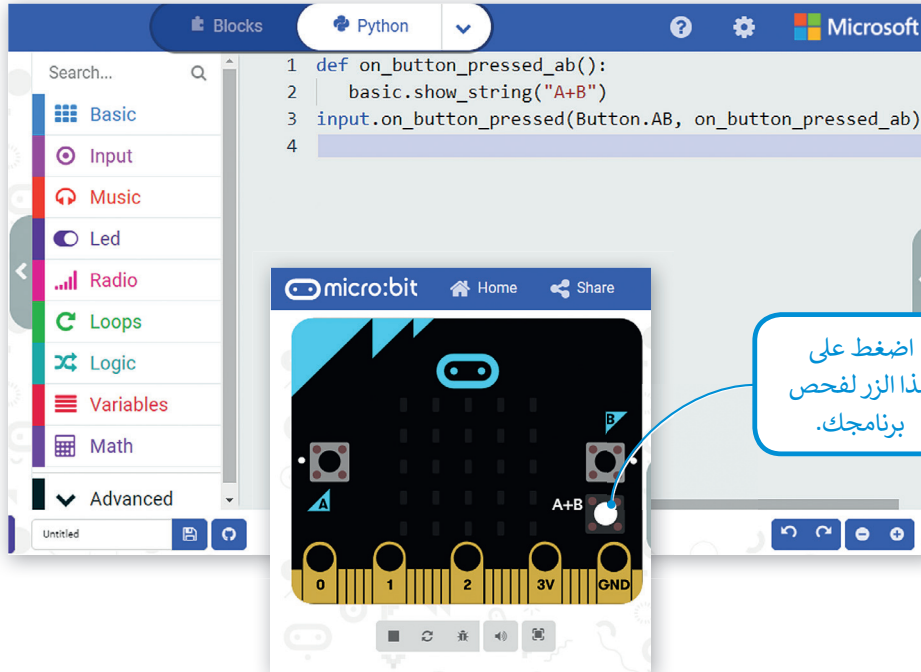 Blocks
Python
Microsoft
Search...
Basic
Input
Music
Led
Radio
Loops
Logic
Variables
Math
Advanced
1 def on_button_pressed_ab():
2 basic.show_string("A+B")
3 input.on_button_pressed(Button.AB, on_button_pressed_ab)
4
micro:bit
Home
Share
B
A
A+B
0
1
2
3V
GND
اضغط على
الزر لفحص
برنامجك.
Untitled